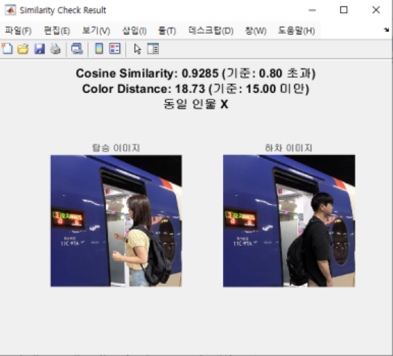 Similarity Check Result
파일(F) 편집(E) 보기(V) 삽입(I) 툴(T) 데스크탑(D) 창(W) 도움말(H)
Cosine Similarity: 0.9285 (기준: 0.80 초과)
Color Distance: 18.73 (기준: 15.00 미만)
동일 인물 X
탑승 이미지 하차 이미지